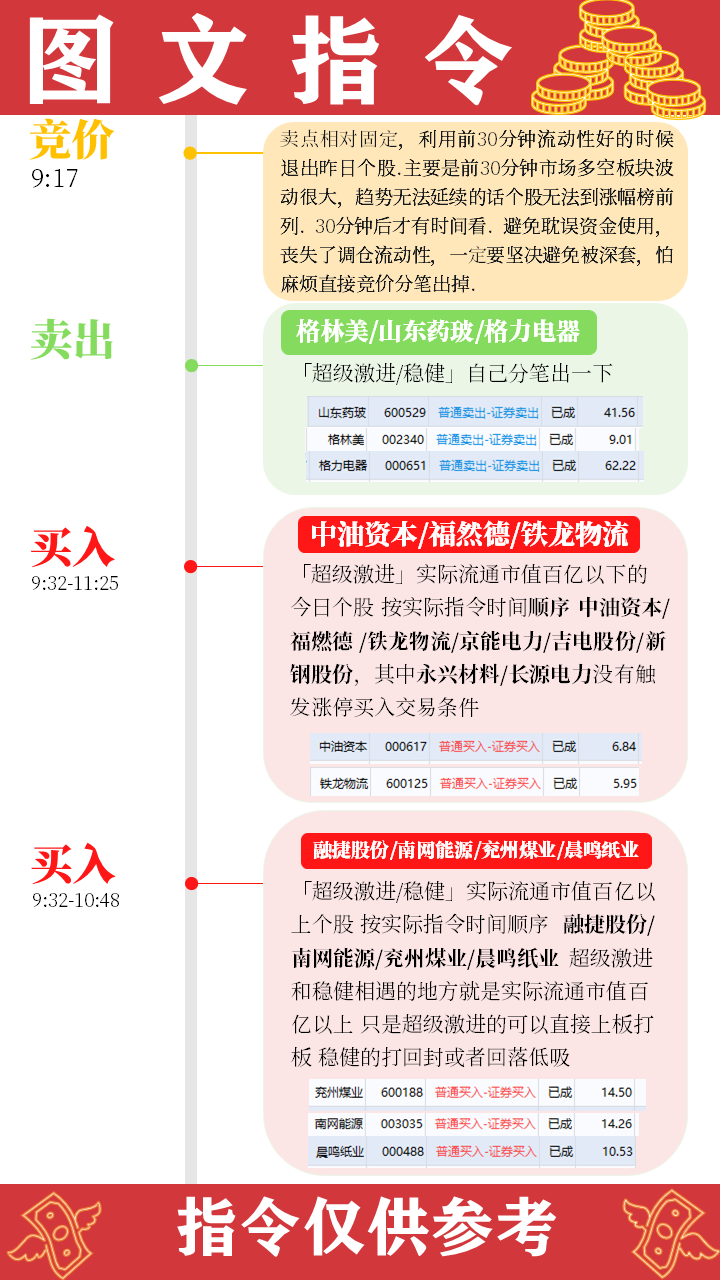 图文指令
竞价
9:17
卖点相对固定，利用前30分钟流动性好的时候
退出昨日个股.主要是前30分钟市场多空板块波
动很大，趋势无法延续的话个股无法到涨幅榜前
列. 30分钟后才有时间看. 避免耽误资金使用，
丧失了调仓流动性，一定要坚决避免被深套，怕
麻烦直接竞价分笔出掉.
卖出
格林美/山东药玻/格力电器
「超级激进/稳健」自己分笔出一下
山东药玻 600529 普通卖出-证券卖出 已成 41.56
格林美 002340 普通卖出-证券卖出 已成 9.01
格力电器 000651 普通卖出-证券卖出 已成 62.22
买入
9:32-11:25
中油资本/福然德/铁龙物流
「超级激进」实际流通市值百亿以下的
今日个股 按实际指令时间顺序 中油资本/
福燃德 /铁龙物流/京能电力/吉电股份/新
钢股份，其中永兴材料/长源电力没有触
发涨停买入交易条件
中油资本 000617 普通买入-证券买入 已成 6.84
铁龙物流 600125 普通买入-证券买入 已成 5.95
买入
9:32-10:48
融捷股份/南网能源/兖州煤业/晨鸣纸业
「超级激进/稳健」实际流通市值百亿以
上个股 按实际指令时间顺序 融捷股份/
南网能源/兖州煤业/晨鸣纸业 超级激进
和稳健相遇的地方就是实际流通市值百
亿以上 只是超级激进的可以直接上板打
板 稳健的打回封或者回落低吸
兖州煤业 600188 普通买入-证券买入 已成 14.50
南网能源 003035 普通买入-证券买入 已成 14.26
晨鸣纸业 000488 普通买入-证券买入 已成 10.53
指令仅供参考